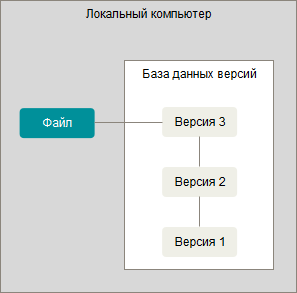 Локальный компьютер
База данных версий
Файл
Версия 3
Версия 2
Версия 1